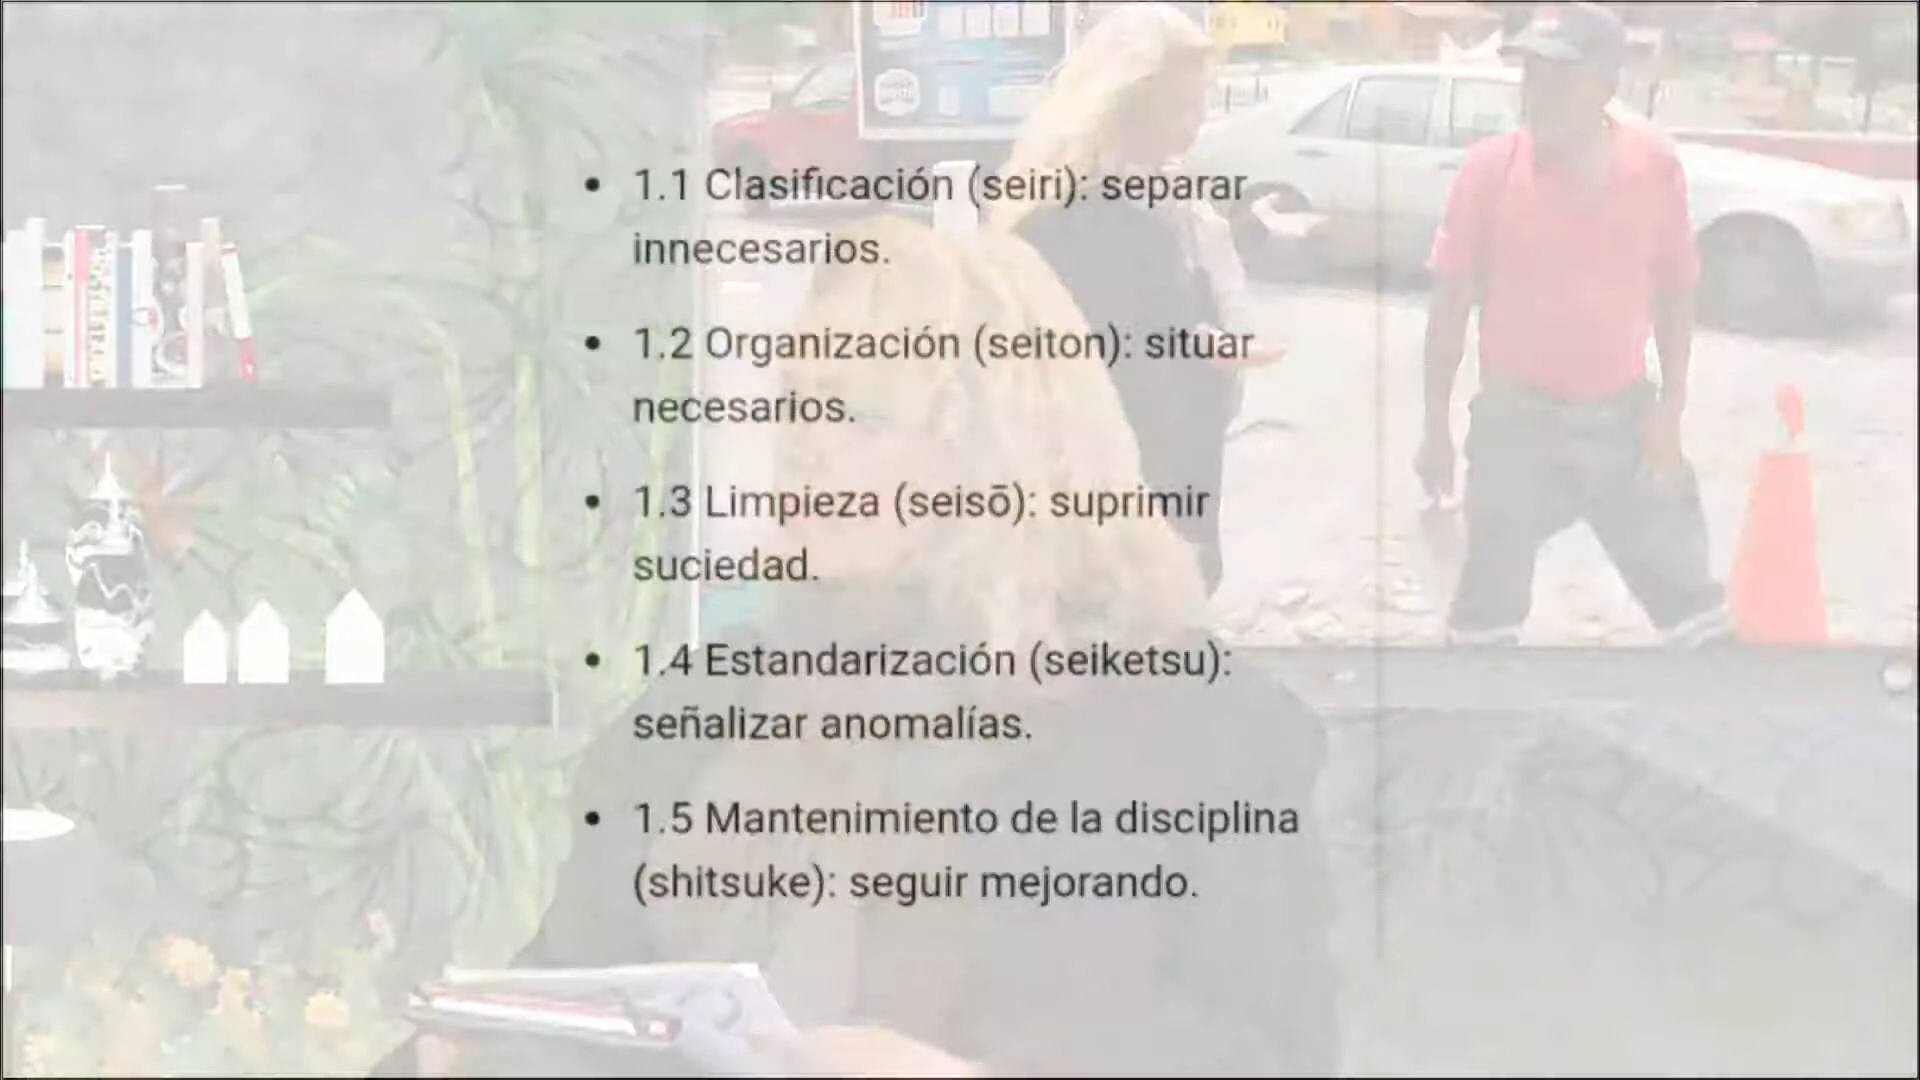 • 1.1 Clasificación (seiri): separar
innecesarios.
• 1.2 Organización (seiton): situar
necesarios.
• 1.3 Limpieza (seisō): suprimir
suciedad.
• 1.4 Estandarización (seiketsu):
señalizar anomalías.
• 1.5 Mantenimiento de la disciplina
(shitsuke): seguir mejorando.